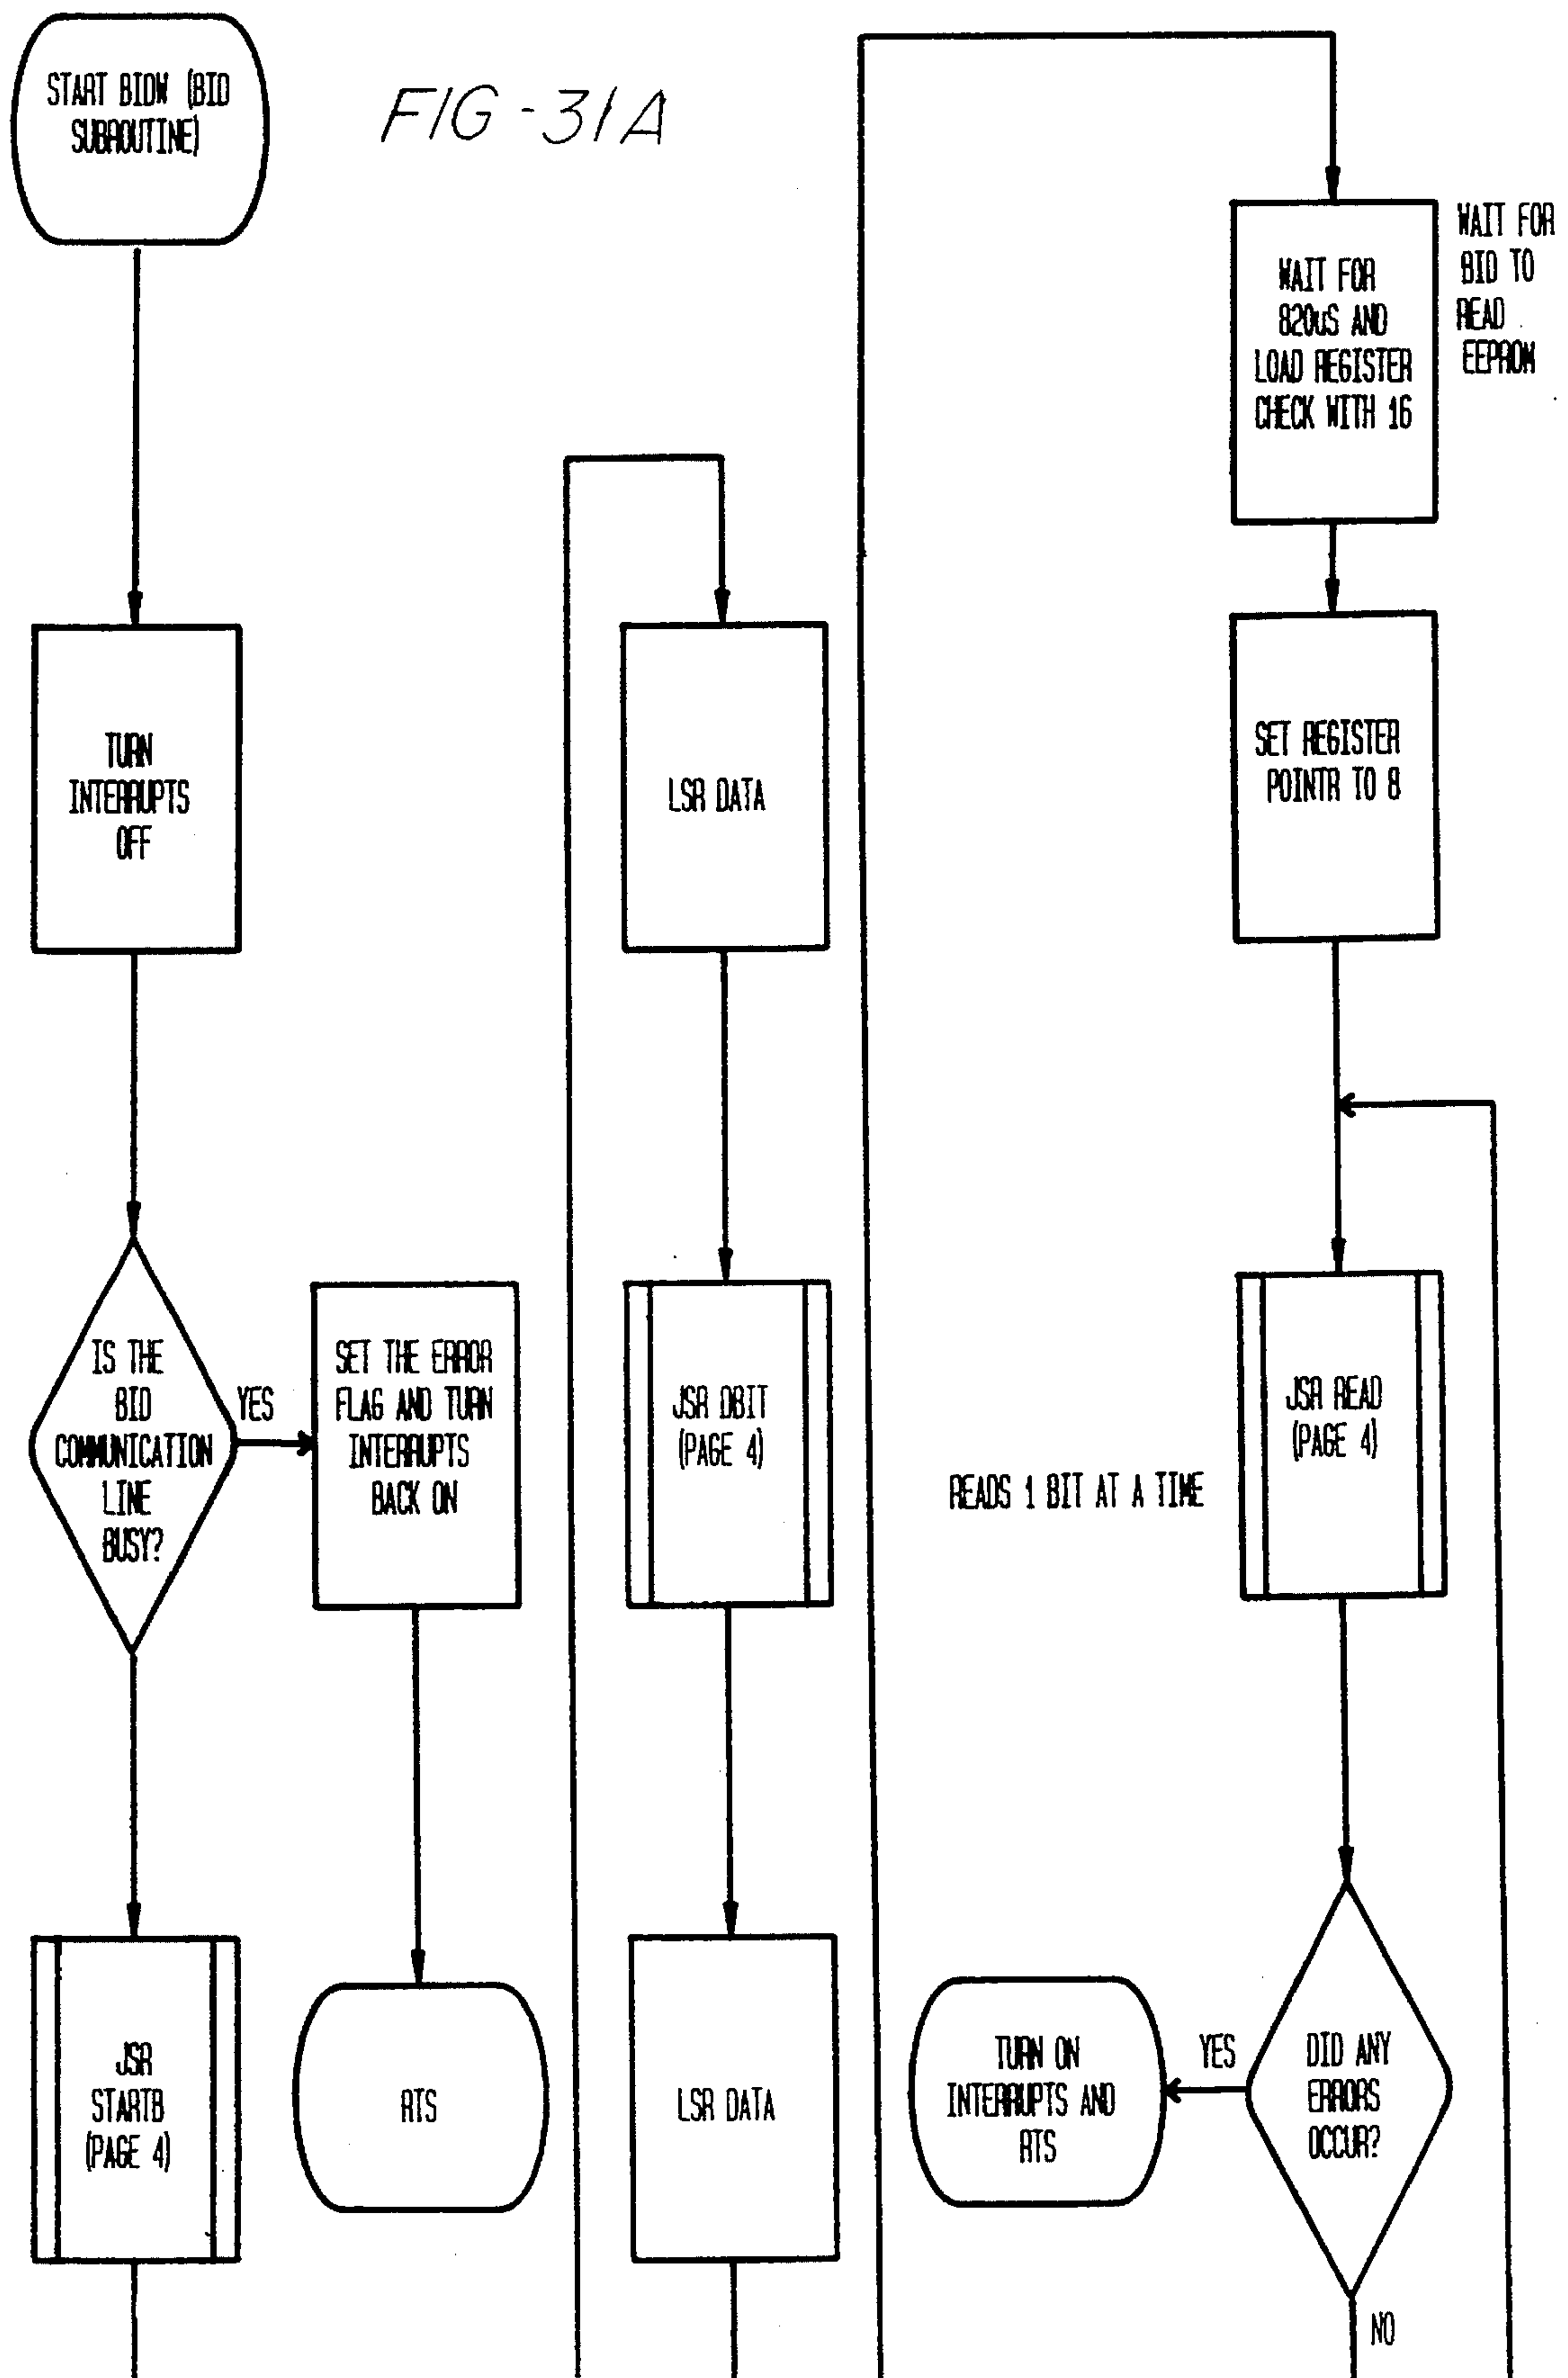 START BIDW (BID
SUBROUTINE)
FIG-31A
TURN
INTERRUPTS
OFF
IS THE
BID
COMMUNICATION
LINE
BUSY?
YES
SET THE ERROR
FLAG AND TURN
INTERRUPTS
BACK ON
JSR
STARTB
(PAGE 4)
RTS
LSR DATA
JSR DBIT
(PAGE 4)
LSR DATA
WAIT FOR
820uS AND
LOAD REGISTER
CHECK WITH 16
WAIT FOR
BID TO
READ
EEPROM
SET REGISTER
POINTR TO 8
JSR READ
(PAGE 4)
READS 1 BIT AT A TIME
DID ANY
ERRORS
OCCUR?
YES
TURN ON
INTERRUPTS AND
RTS
NO